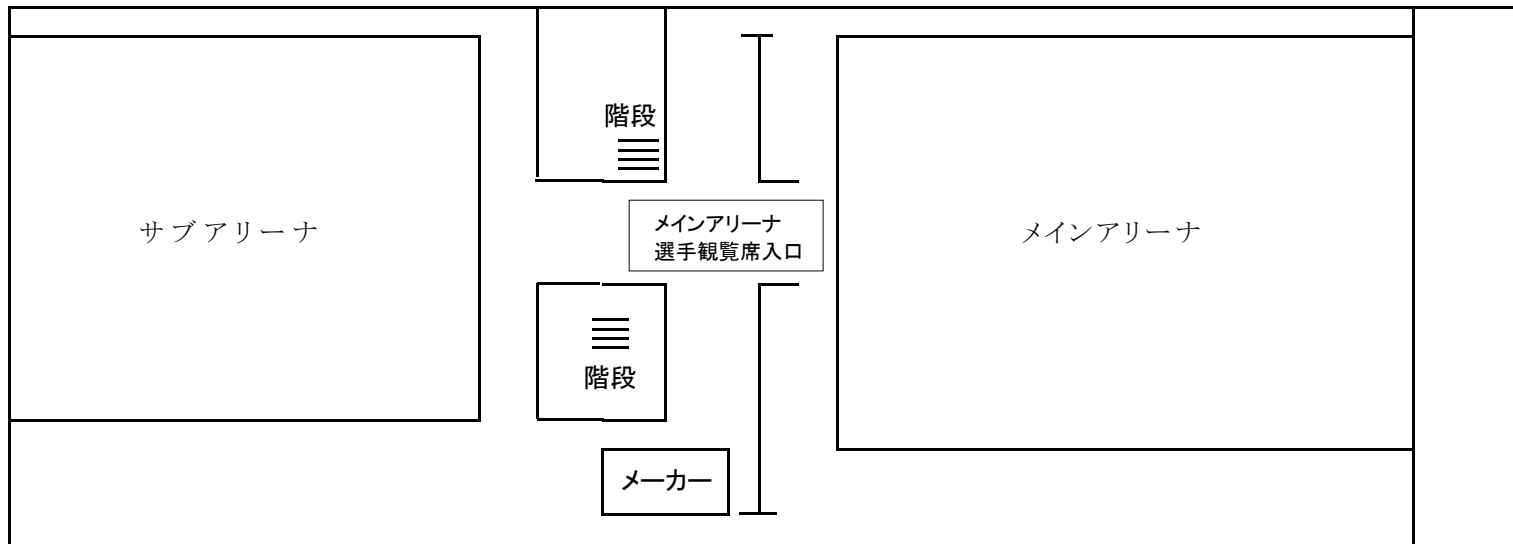 階段
サブアリーナ
メインアリーナ
選手観覧席入口
メインアリーナ
階段
メーカー